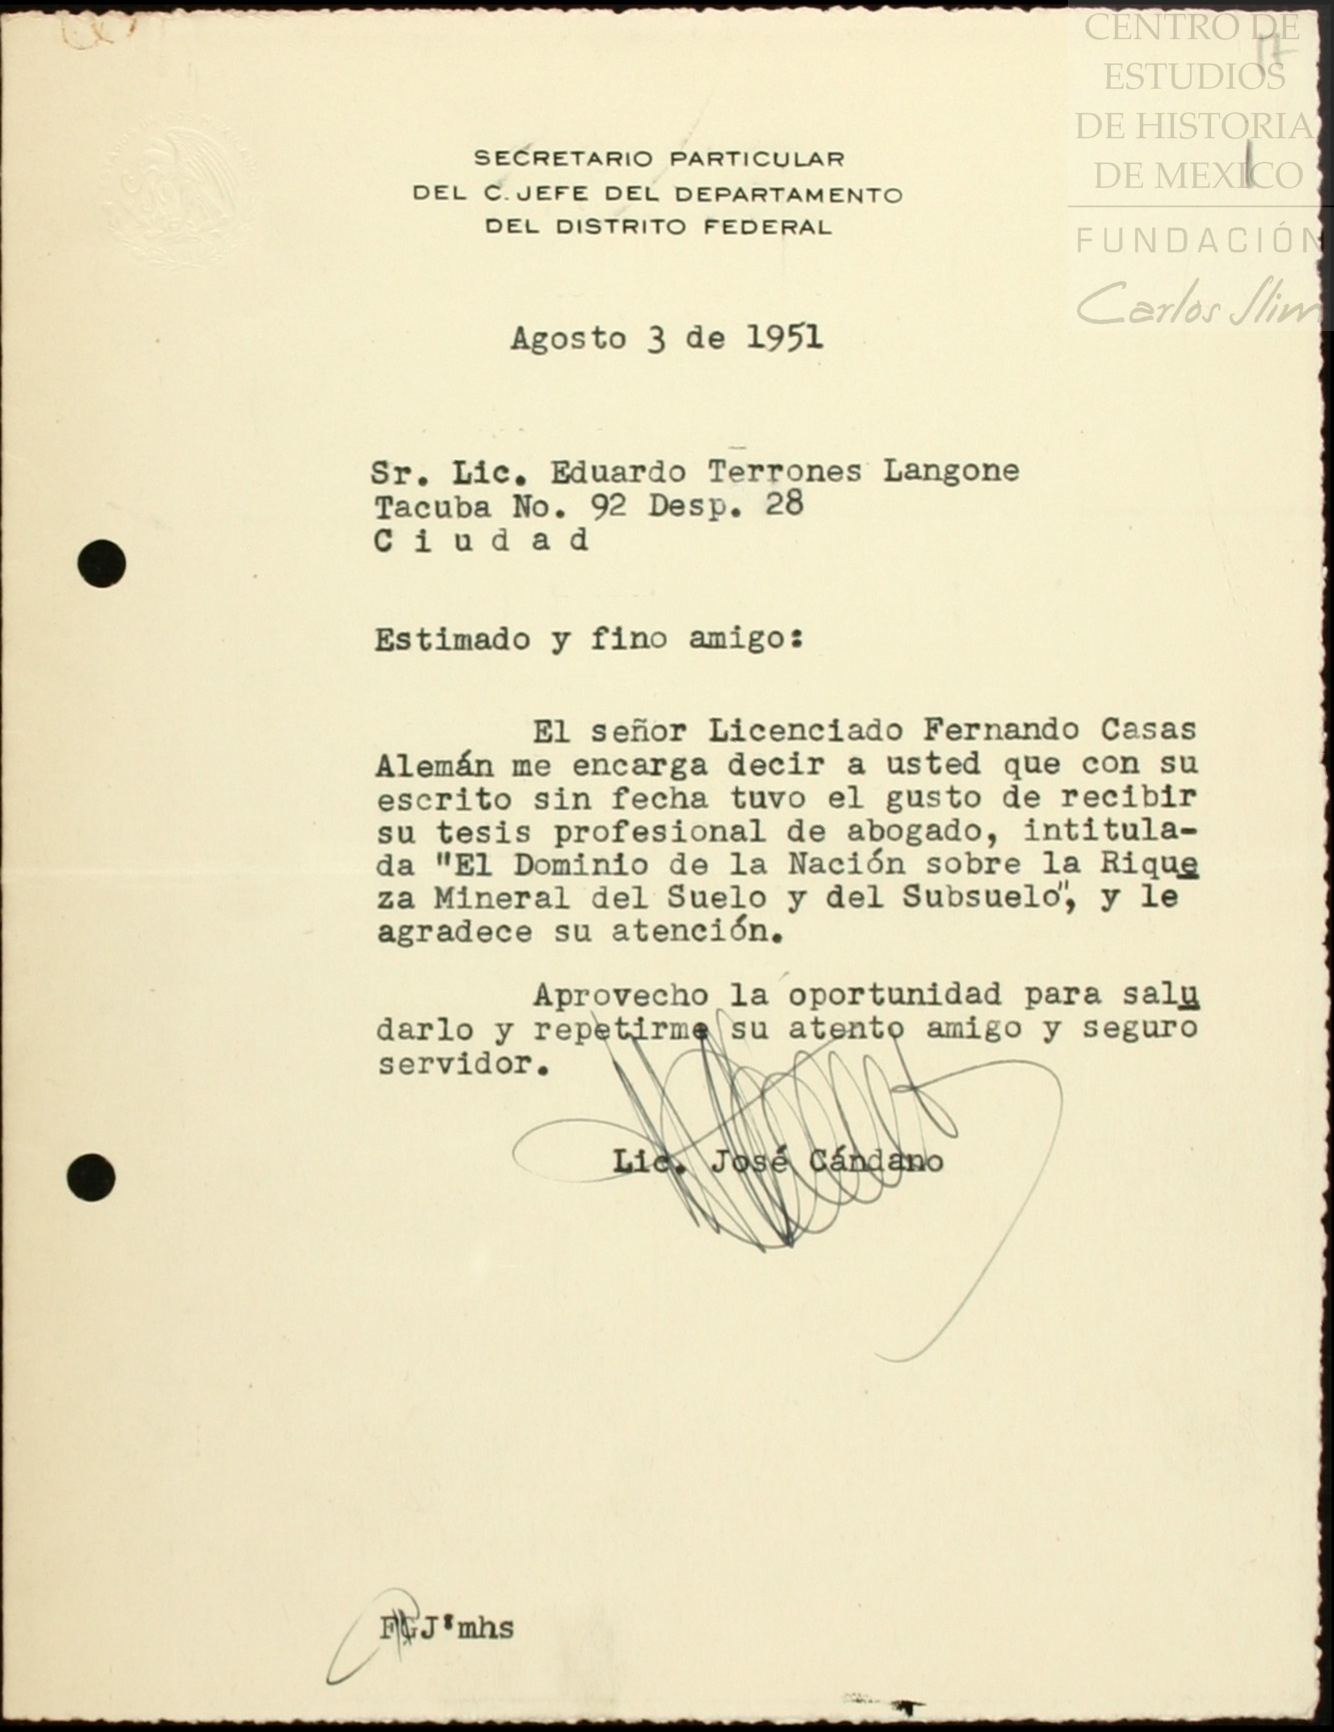 CENTRO DE
ESTUDIOS
DE HISTORIA
DE MEXICO
FUNDACIÓN
Carlos Slim
SECRETARIO PARTICULAR
DEL C. JEFE DEL DEPARTAMENTO
DEL DISTRITO FEDERAL
Agosto 3 de 1951
Sr. Lic. Eduardo Terrones Langone
Tacuba No. 92 Desp. 28
C i u d a d
Estimado y fino amigo:
El señor Licenciado Fernando Casas
Alemán me encarga decir a usted que con su
escrito sin fecha tuvo el gusto de recibir
su tesis profesional de abogado, intitula-
da "El Dominio de la Nación sobre la Rique
za Mineral del Suelo y del Subsuelo", y le
agradece su atención.
Aprovecho la oportunidad para salu
darlo y repetirme su atento amigo y seguro
servidor.
Lic. José Cándano
FGJ'mhs